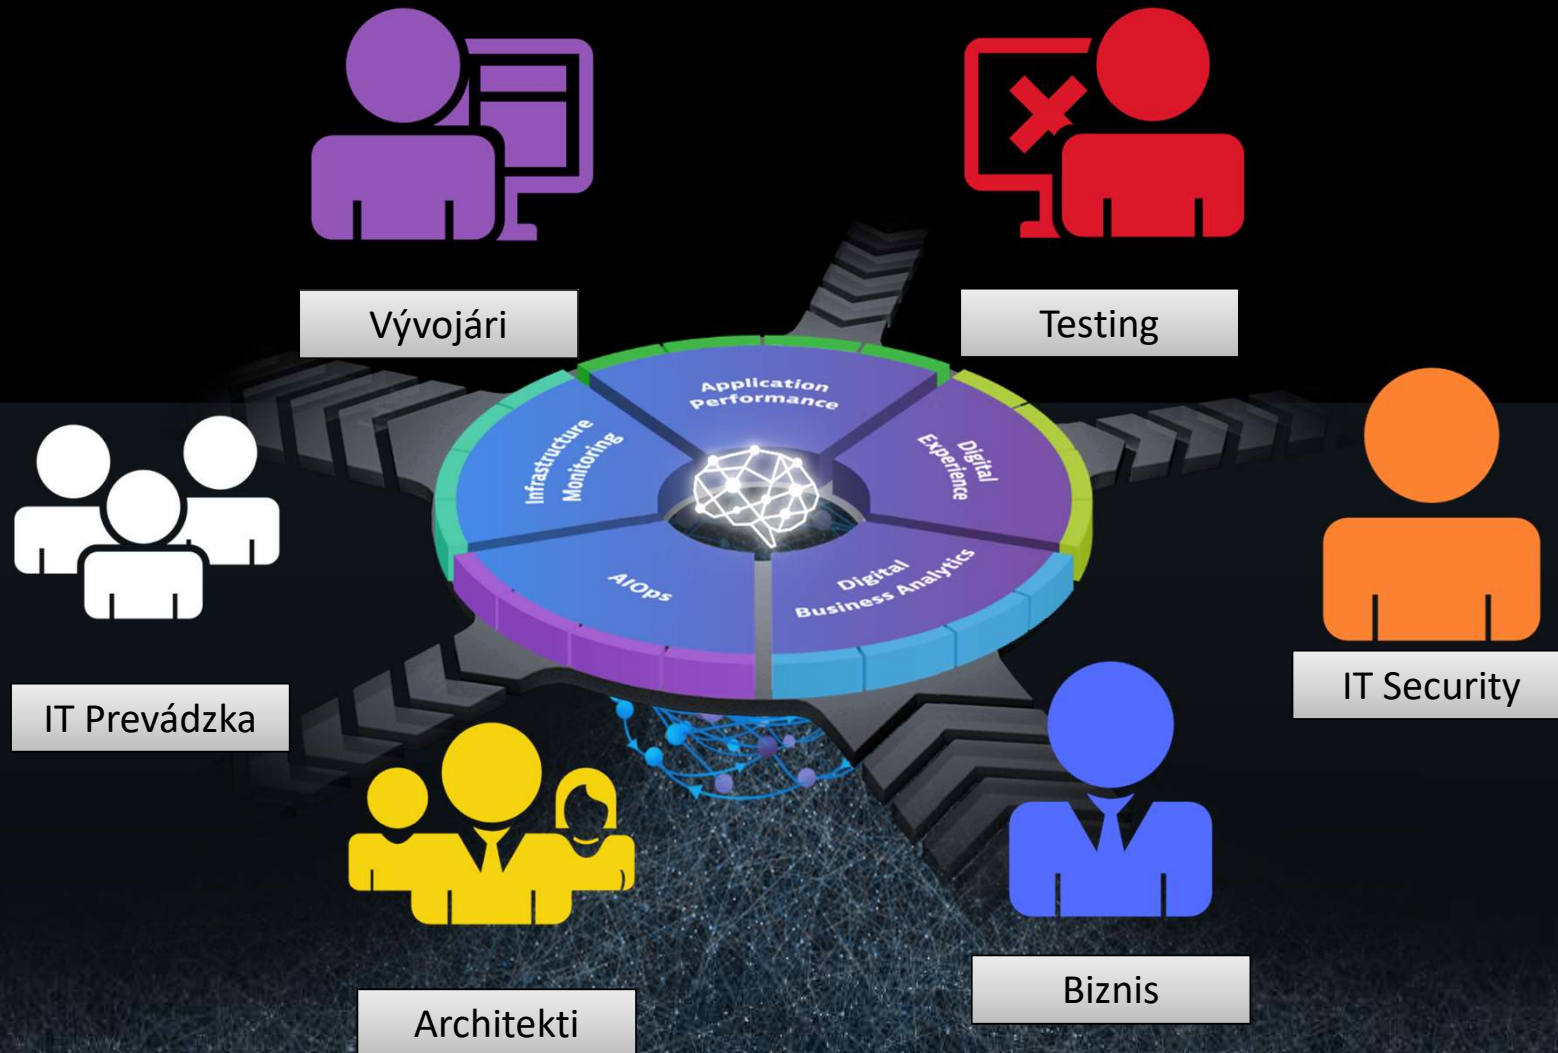 Vývojári
Testing
Application
Performance
Infrastructure
Monitoring
Digital
Experience
AIOps
Digital
Business Analytics
IT Prevádzka
IT Security
Architekti
Biznis